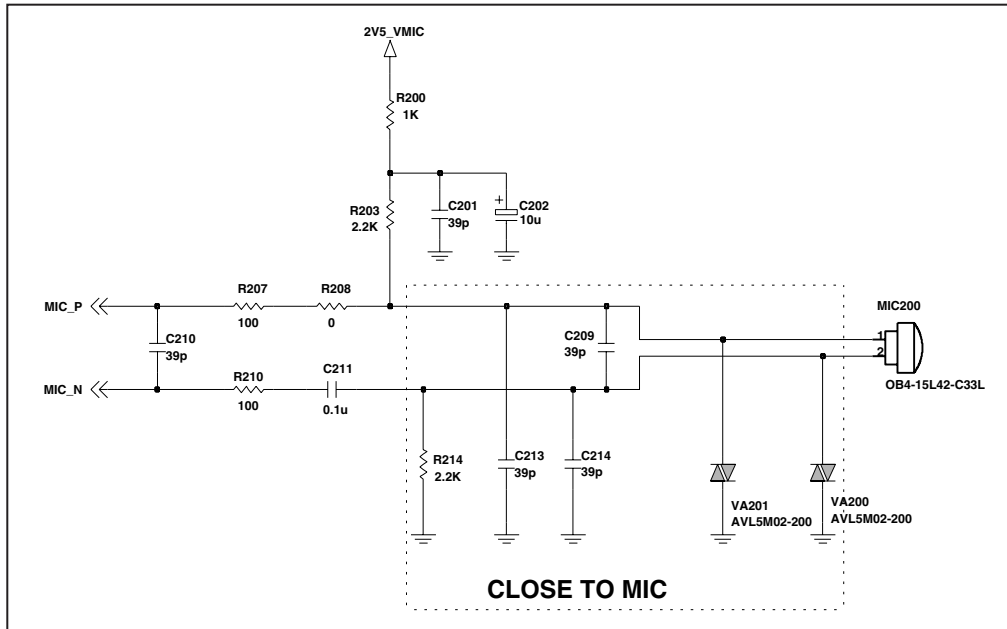 2V5_VMIC
R200
1K
R203
2.2K
C201
39p
+
C202
10u
MIC_P
R207
100
R208
0
C210
39p
MIC_N
R210
100
C211
0.1u
C209
39p
MIC200
1
2
OB4-15L42-C33L
R214
2.2K
C213
39p
C214
39p
VA201
AVL5M02-200
VA200
AVL5M02-200
CLOSE TO MIC